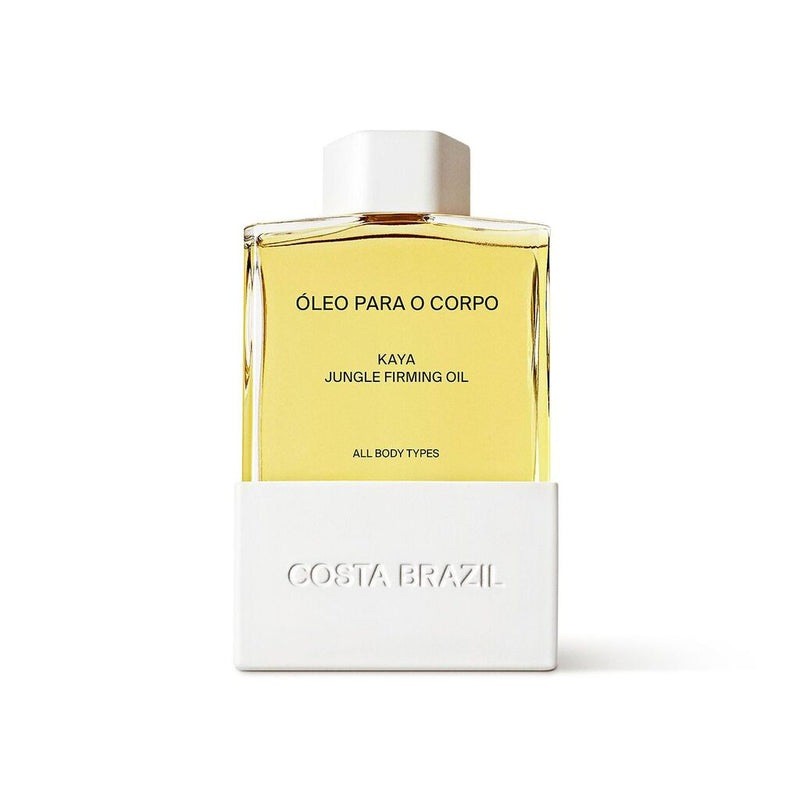 ÓLEO PARA O CORPO
KAYA
JUNGLE FIRMING OIL
ALL BODY TYPES
COSTA BRAZIL